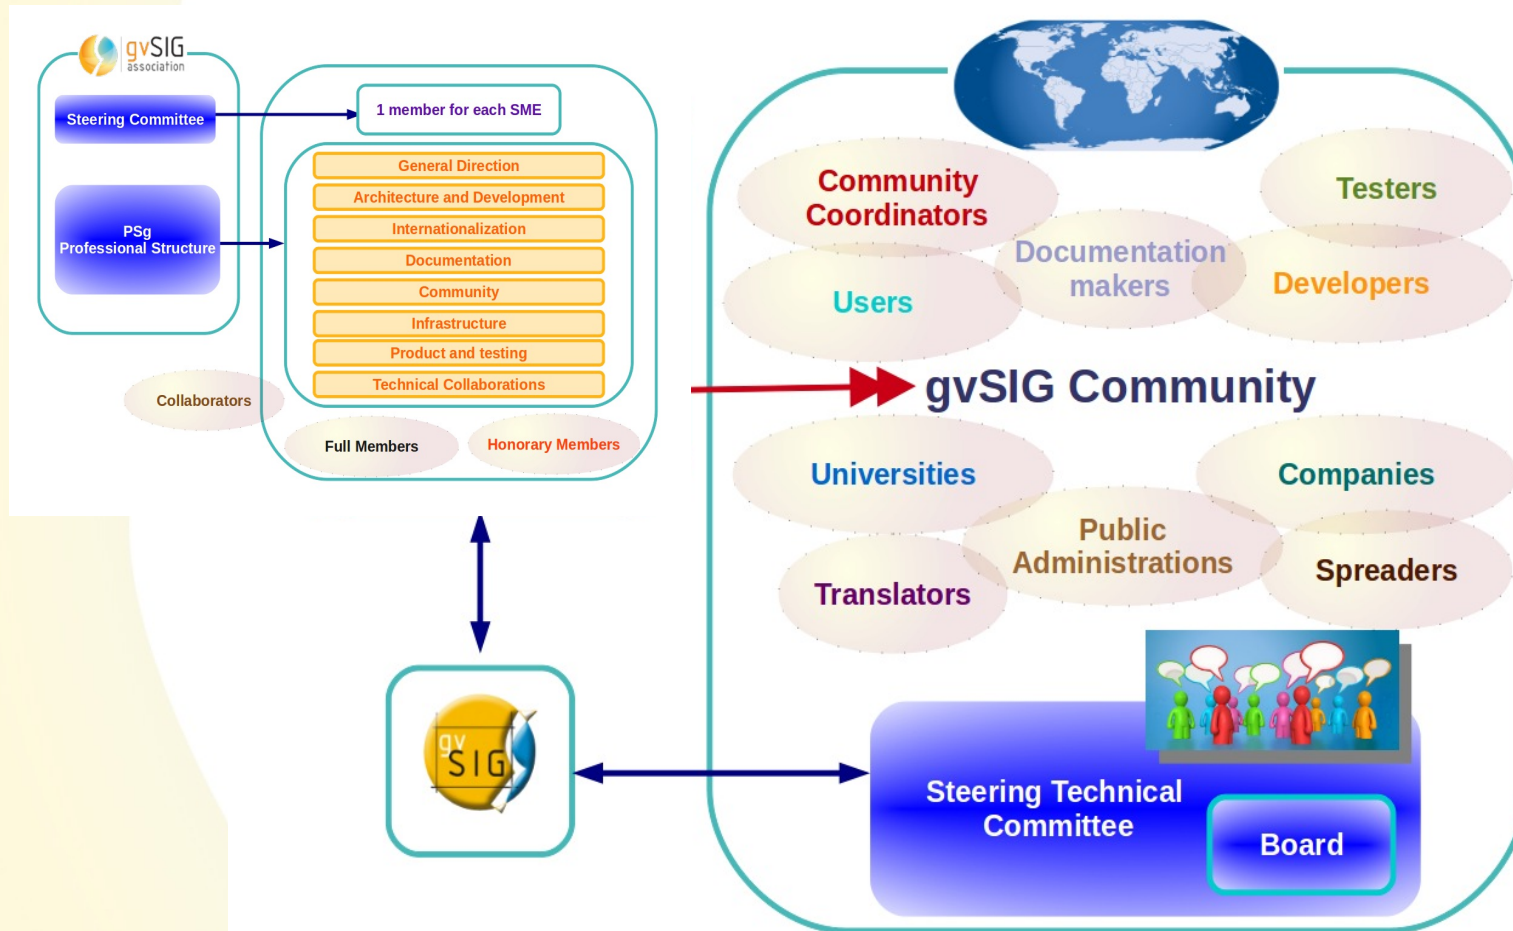 gvSIG
association
Steering Committee
PSg
Professional Structure
1 member for each SME
General Direction
Architecture and Development
Internationalization
Documentation
Community
Infrastructure
Product and testing
Technical Collaborations
Collaborators
Full Members
Honorary Members
gv
SIG
Community
Coordinators
Testers
Documentation
makers
Users
Developers
gvSIG Community
Universities
Companies
Public
Administrations
Translators
Spreaders
Steering Technical
Committee
Board